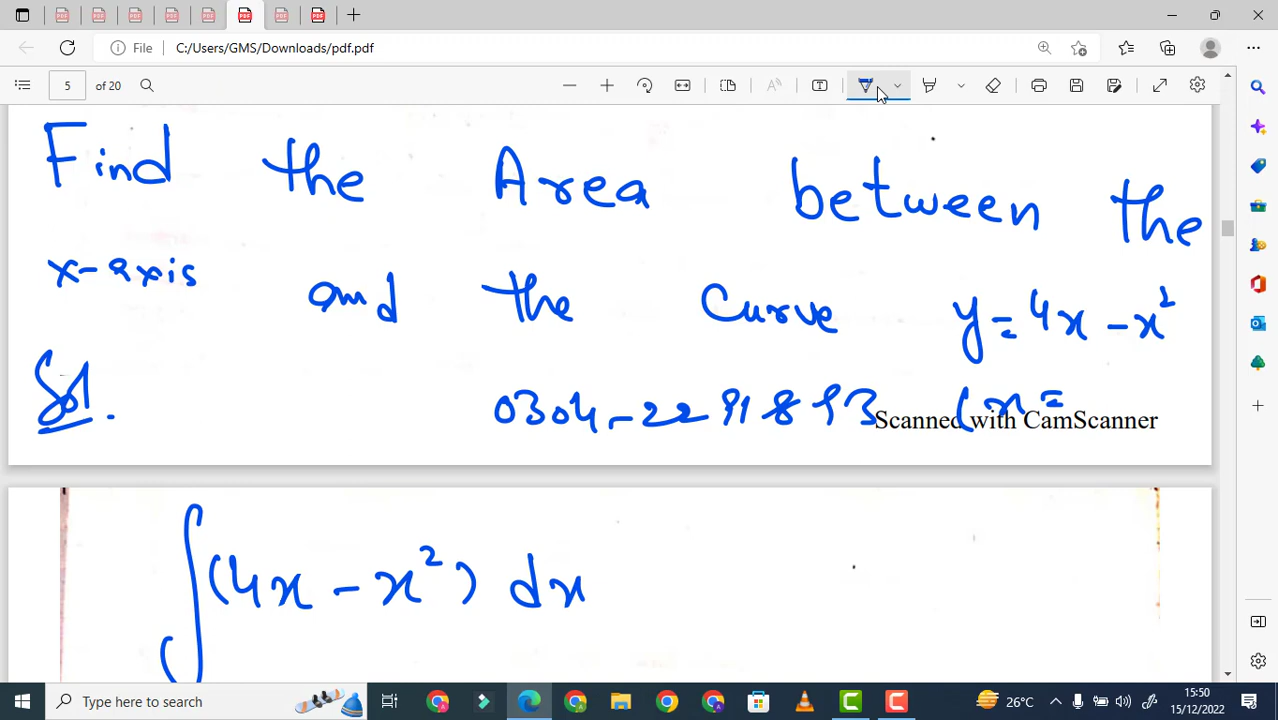 File
C:/Users/GMS/Downloads/pdf.pdf
5 of 20
Find the Area between the
x-axis and the Curve y=4x-x²
Sol. 0304-2291893 (x=
Scanned with CamScanner
∫(4x-x²) dx
Type here to search
26°C
15:50
15/12/2022